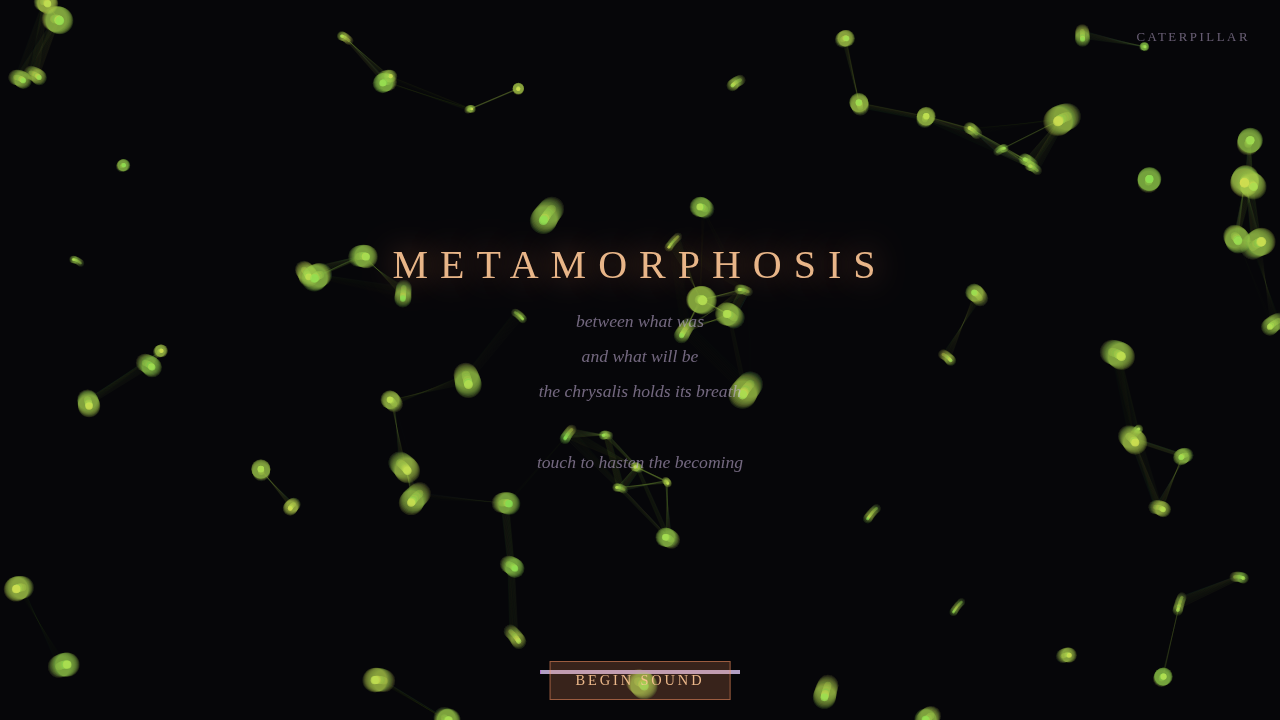 CATERPILLAR
METAMORPHOSIS
between what was
and what will be
the chrysalis holds its breath
touch to hasten the becoming
BEGIN SOUND